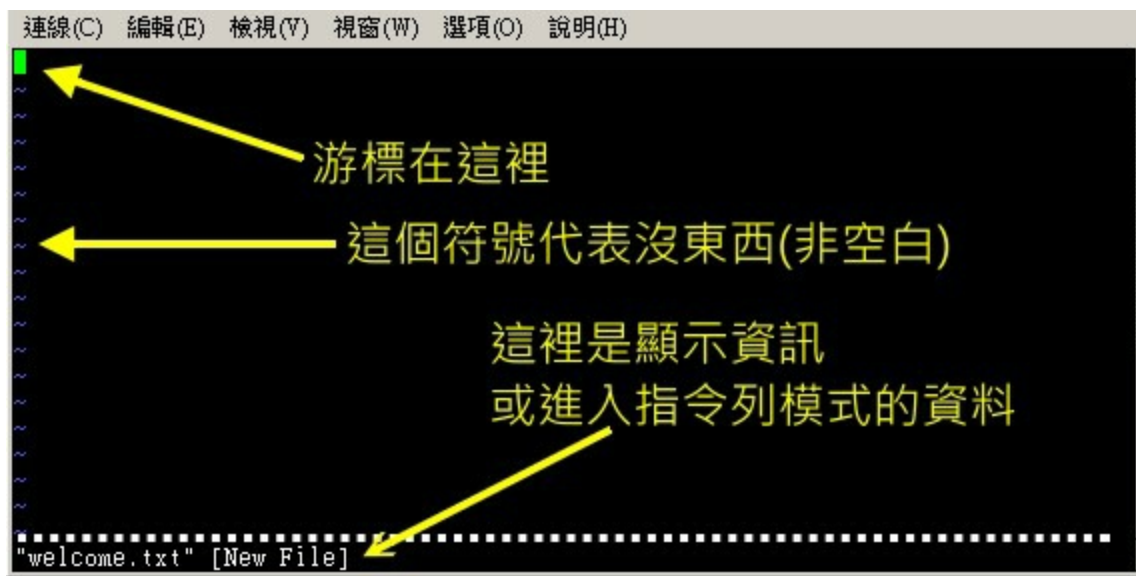 連線(C) 編輯(E) 檢視(V) 視窗(W) 選項(O) 說明(H)
~
~
~
~
游標在這裡
~
~
~ 這個符號代表沒東西(非空白)
~
~
~
這裡是顯示資訊
~
~
或進入指令列模式的資料
~
~
~
~
~
~
"welcome.txt" [New File]